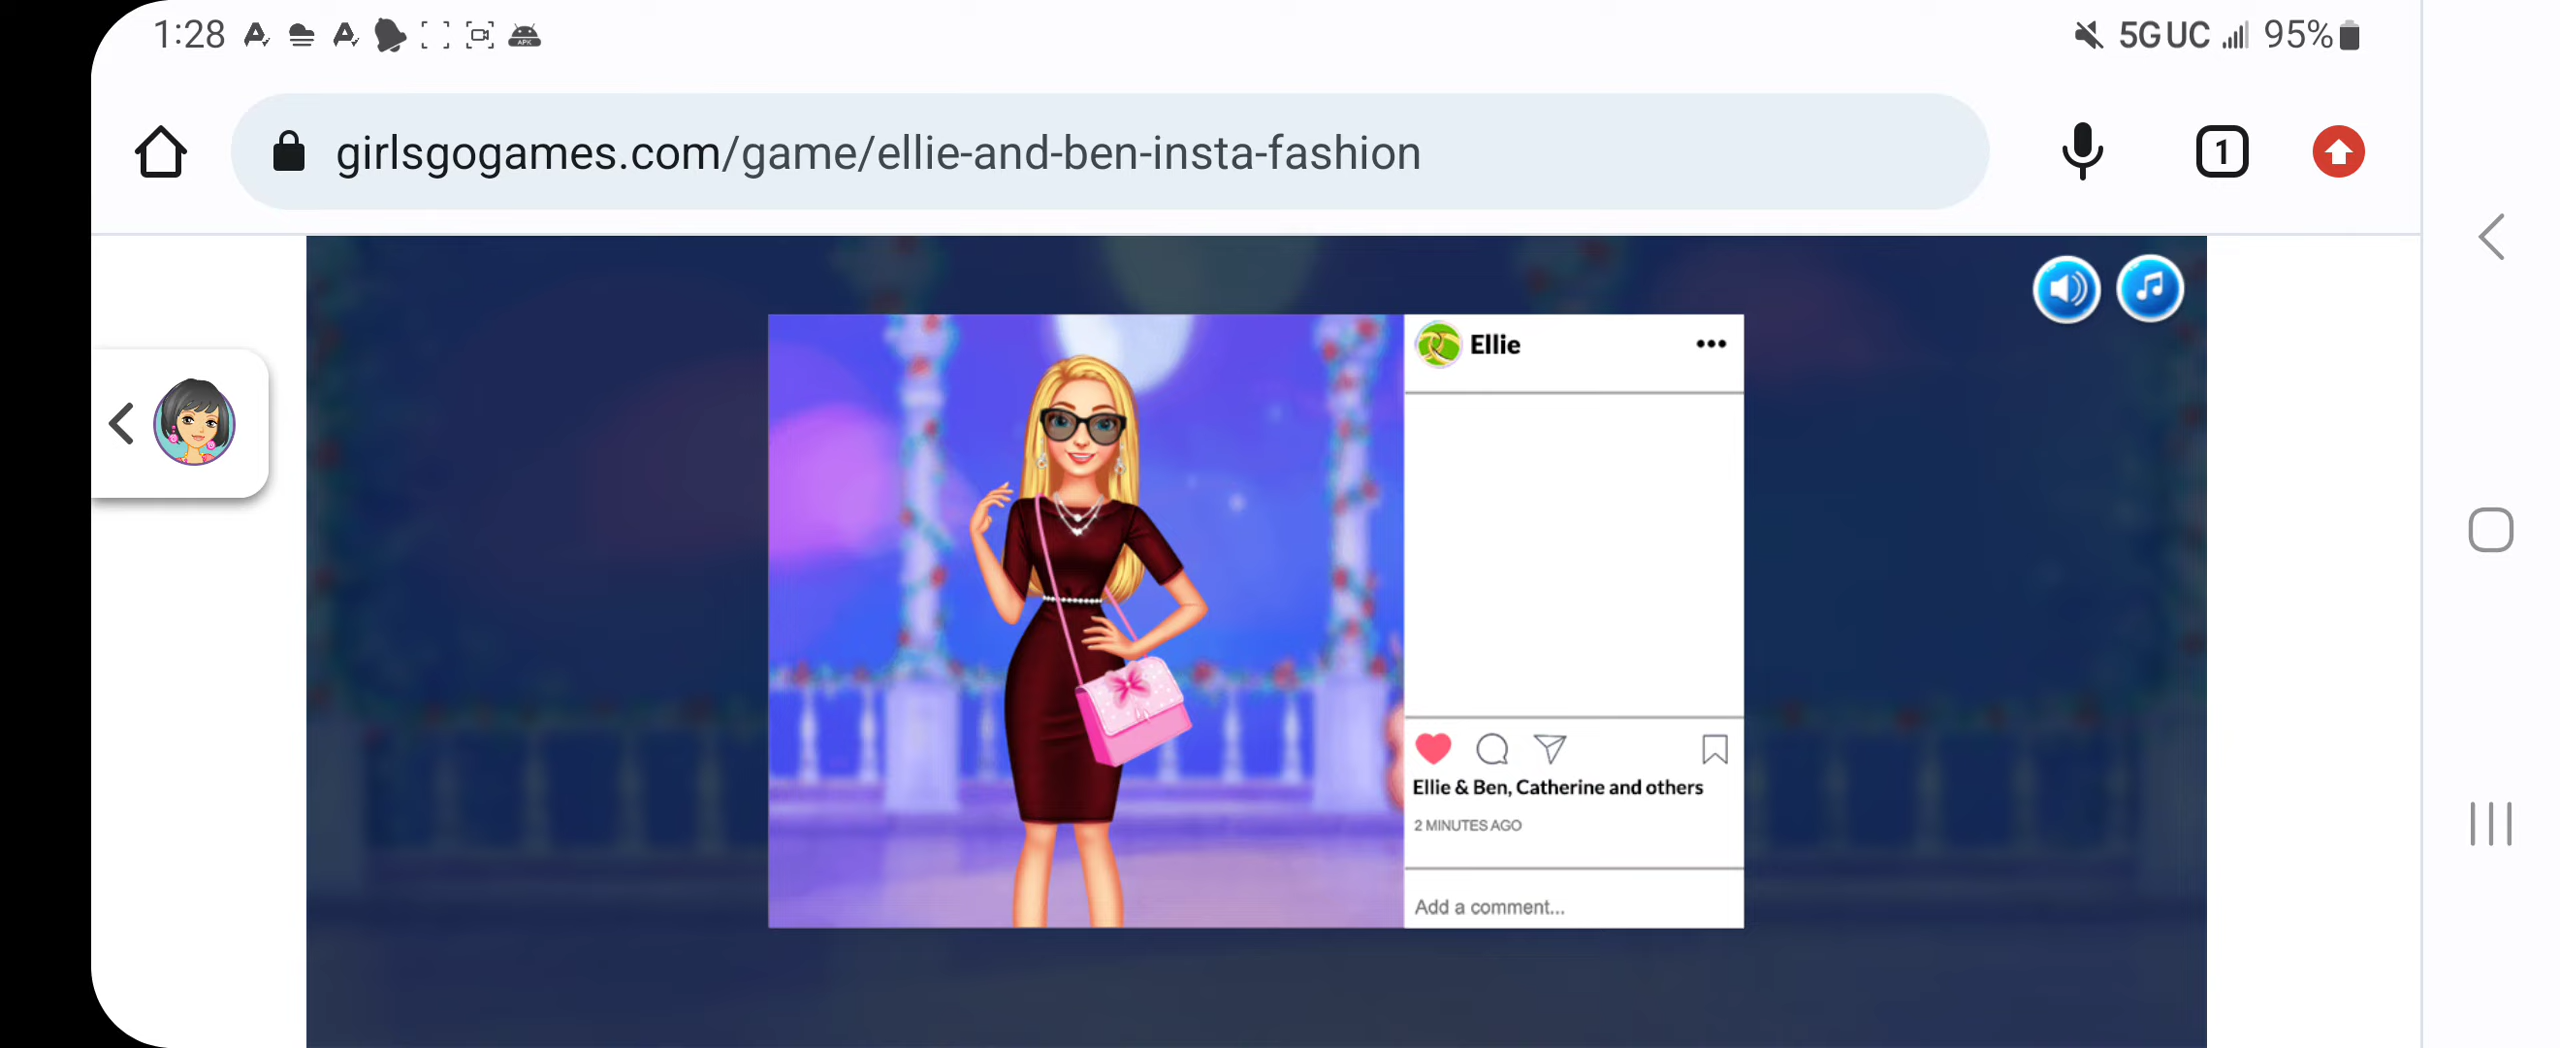 1:28
APK
5G UC
95%
girlsgogames.com/game/ellie-and-ben-insta-fashion
1
Ellie
Ellie & Ben, Catherine and others
2 MINUTES AGO
Add a comment...